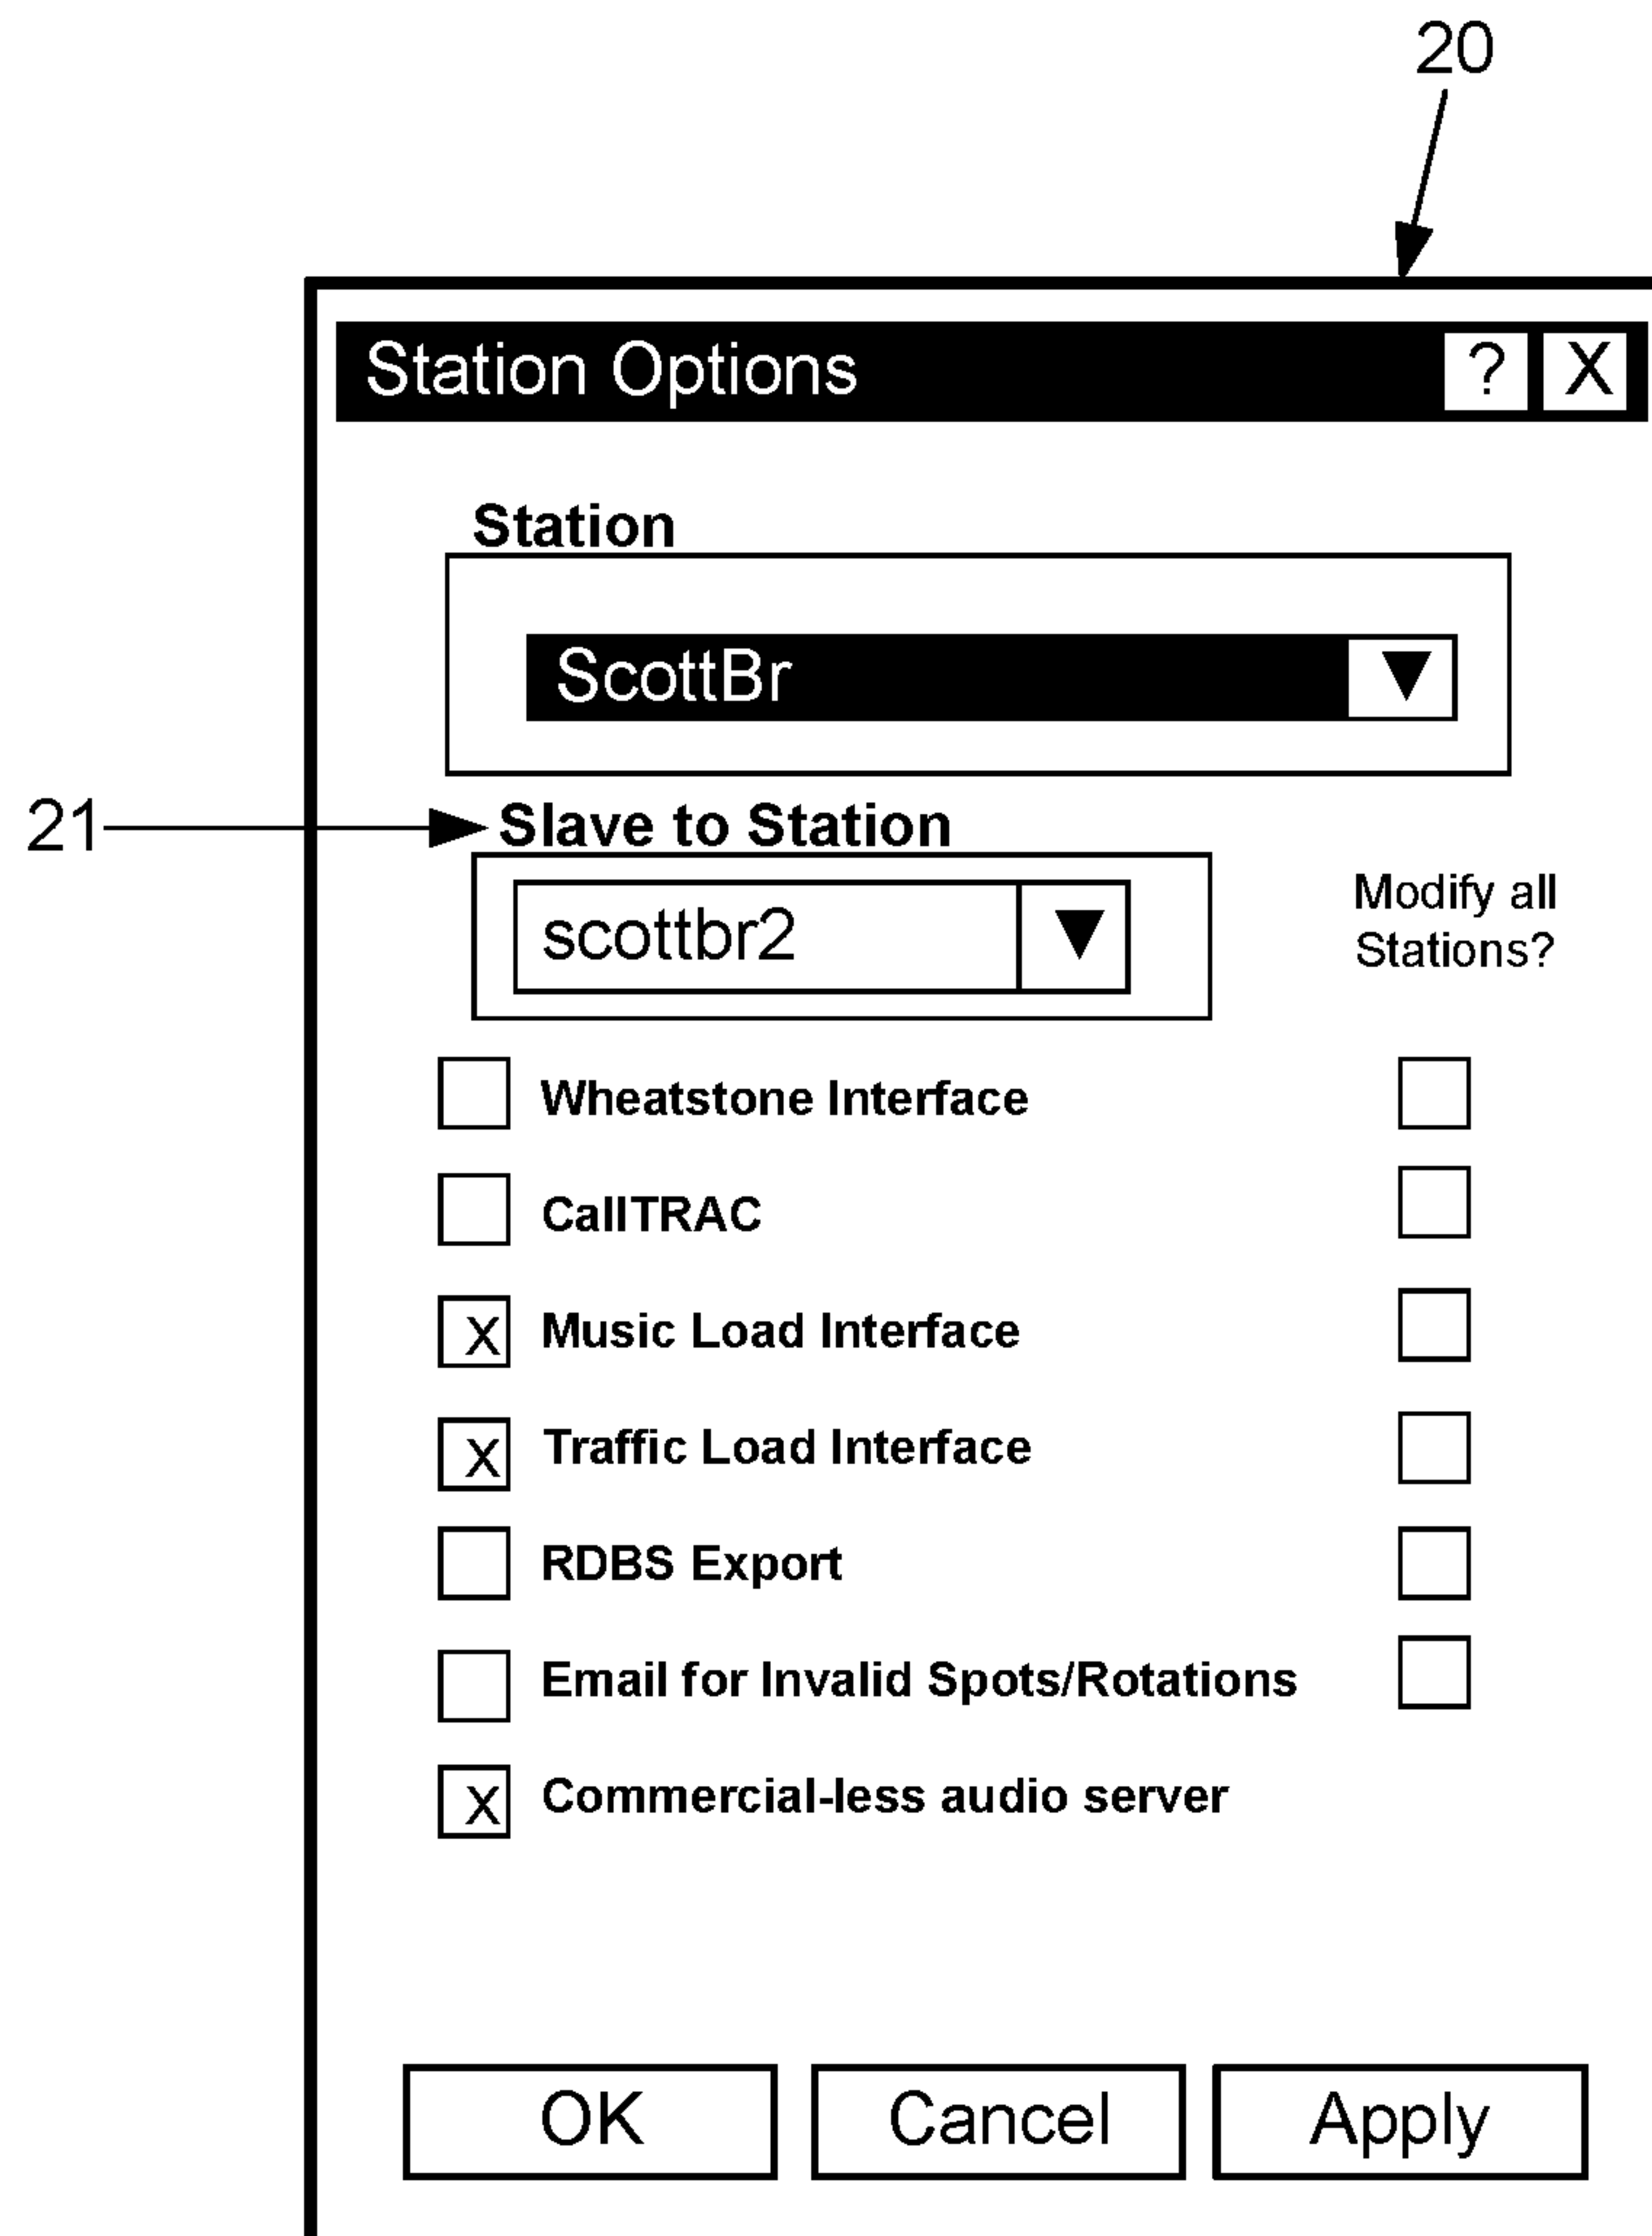 20
Station Options ? X
Station
ScottBr
21
Slave to Station
scottbr2
Modify all
Stations?
Wheatstone Interface
CallTRAC
X Music Load Interface
X Traffic Load Interface
RDBS Export
Email for Invalid Spots/Rotations
X Commercial-less audio server
OK Cancel Apply